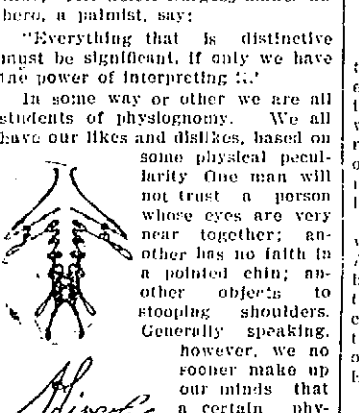 hero, a palmist, say:
"Everything that is distinctive
must be significant, if only we have
the power of interpreting it."
In some way or other we are all
students of physiognomy. We all
have our likes and dislikes, based on
some physical pecul-
iarity One man will
not trust a person
whose eyes are very
near together; an-
other has no faith in
a pointed chin; an-
other objects to
stooping shoulders.
Generally speaking,
however, we no
sooner make up
our minds that
a certain phy-